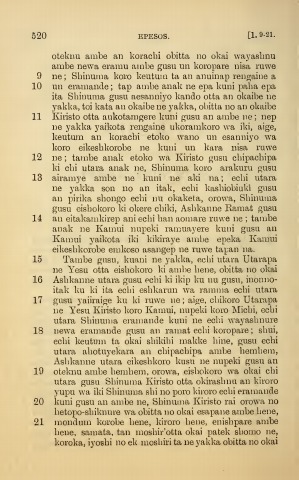 520 EPESOS. [1. 9-21.
oteknu ambe an korachi obitta no okai wayashnu
ambe newa eramu ambe gusu un koropare nisa ruwe
9 ne; Shinuma koro keutum ta an anuinap rengaine a
10 un eramande; tap ambe anak ne epa kuni paha epa
ita Shinuma gusu aesanniyo kando otta an okaibe ne
yakka, toi kata an okaibe ne yakka, obitta no an okaibe
11 Kiristo otta aukotamgere kuni gusu an ambe ne; nep
ne yakka yaikota rengaine ukoramkoro wa iki, aige,
keutum an korachi etoko wano un esanniyo wa
koro eikeshkorobe ne kuni un kara nisa ruwe
12 ne; tambe anak etoko wa Kiristo gusu chipachipa
ki chi utara anak ne, Shinuma koro arakuru gusu
13 airamye ambe ne kuni ne aki na; echi utara
ne yakka son no an itak, echi kashiobiuki gusu
an pirika shongo echi nu okaketa, orowa, Shinuma
gusu eishokoro ki okere chiki, Ashkanne Ramat gusu
14 an eitakamkirep ani echi ban nomare ruwe ne; tambe
anak ne Kamui nupeki ramuayere kuni gusu an
Kamui yaikota iki hikiraye ambe epeka Kamui
eikeshkorobe emkoso asangep ne ruwe tapan na.
15 Tambe gusu, kuani ne yakka, echi utara Utarapa
ne Yesu otta eishokoro ki ambe hene, obitta no okai
16 Ashkanne utara gusu echi ki ikip ku nu gusu, inonno-
itak ku ki ita echi eshkarun wa ramma echi utara
17 gusu yaiiraige ku ki ruwe ne; aige, chikoro Utarapa
ne Yesu Kiristo koro Kamui, nupeki koro Michi, echi
utara Shinuma eramande kuni ne echi wayashnure
18 newa eramande gusu an ramat echi koropare; shui,
echi keutum ta okai shikihi makke hine, gusu echi
utara ahotuyekara an chipachipa ambe hemhem,
Ashkanne utara eikeshkoro kusu ne nupeki gusu an
19 oteknu ambe hemhem, orowa, eishokoro wa okai chi
utara gusu Shinuma Kiristo otta okirashnu an kiroro
yupu wa iki Shinuma shi no poro kiroro echi eramande
20 kuni gusu an ambe ne, Shinuma Kiristo rai orowa no
hetopo-shiknure wa obitta no okai esapane ambe hene,
21 mondum korobe hene, kiroro hene, enishpare ambe
hene, samata, tan moshir'otta okai patek shomo ne,
koroka, iyoshi no ek moshiri ta ne yakka obitta no okai